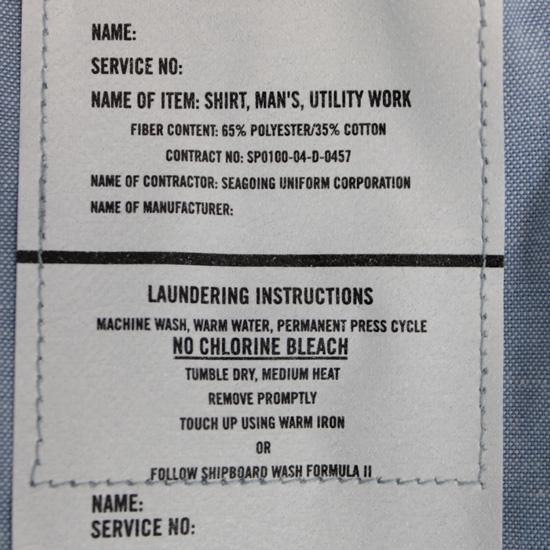 NAME:
SERVICE NO:
NAME OF ITEM: SHIRT, MAN'S, UTILITY WORK
FIBER CONTENT: 65% POLYESTER/35% COTTON
CONTRACT NO: SP0100-04-D-0457
NAME OF CONTRACTOR: SEAGOING UNIFORM CORPORATION
NAME OF MANUFACTURER:
LAUNDERING INSTRUCTIONS
MACHINE WASH, WARM WATER, PERMANENT PRESS CYCLE
NO CHLORINE BLEACH
TUMBLE DRY, MEDIUM HEAT
REMOVE PROMPTLY
TOUCH UP USING WARM IRON
OR
FOLLOW SHIPBOARD WASH FORMULA II
NAME:
SERVICE NO: